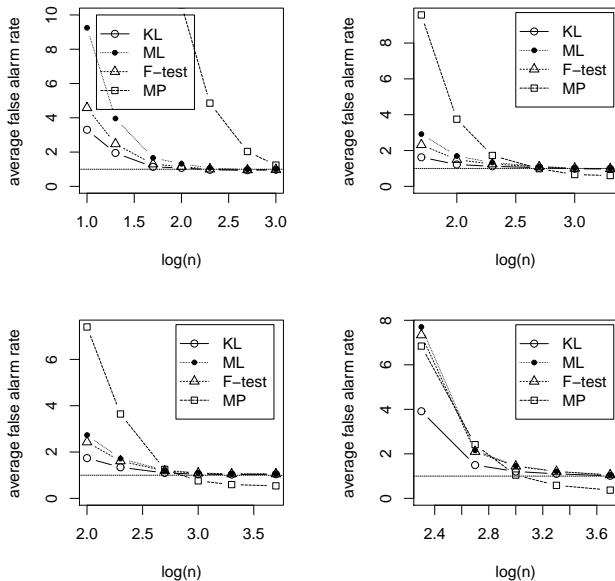 average false alarm rate
10
8
6
4
2
0
KL
ML
F−test
MP
1.0 1.5 2.0 2.5 3.0
log(n)
average false alarm rate
8
6
4
2
0
KL
ML
F−test
MP
2.0 2.5 3.0
log(n)
average false alarm rate
6
4
2
0
KL
ML
F−test
MP
2.0 2.5 3.0 3.5
log(n)
average false alarm rate
8
6
4
2
0
KL
ML
F−test
MP
2.4 2.8 3.2 3.6
log(n)